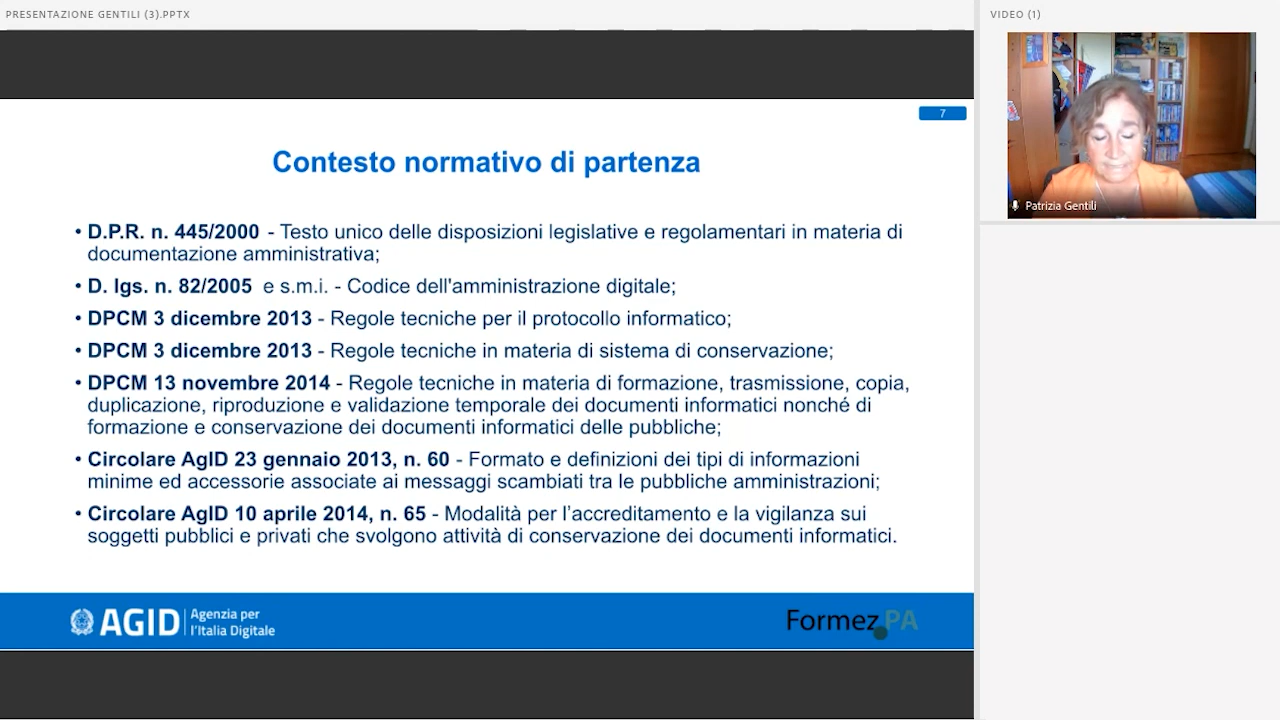 PRESENTAZIONE GENTILI (3).PPTX
VIDEO (1)
7
Contesto normativo di partenza
• D.P.R. n. 445/2000 - Testo unico delle disposizioni legislative e regolamentari in materia di
documentazione amministrativa;
• D. lgs. n. 82/2005 e s.m.i. - Codice dell'amministrazione digitale;
• DPCM 3 dicembre 2013 - Regole tecniche per il protocollo informatico;
• DPCM 3 dicembre 2013 - Regole tecniche in materia di sistema di conservazione;
• DPCM 13 novembre 2014 - Regole tecniche in materia di formazione, trasmissione, copia,
duplicazione, riproduzione e validazione temporale dei documenti informatici nonché di
formazione e conservazione dei documenti informatici delle pubbliche;
• Circolare AgID 23 gennaio 2013, n. 60 - Formato e definizioni dei tipi di informazioni
minime ed accessorie associate ai messaggi scambiati tra le pubbliche amministrazioni;
• Circolare AgID 10 aprile 2014, n. 65 - Modalità per l’accreditamento e la vigilanza sui
soggetti pubblici e privati che svolgono attività di conservazione dei documenti informatici.
AGID Agenzia per
l’Italia Digitale
Formez PA
Patrizia Gentili